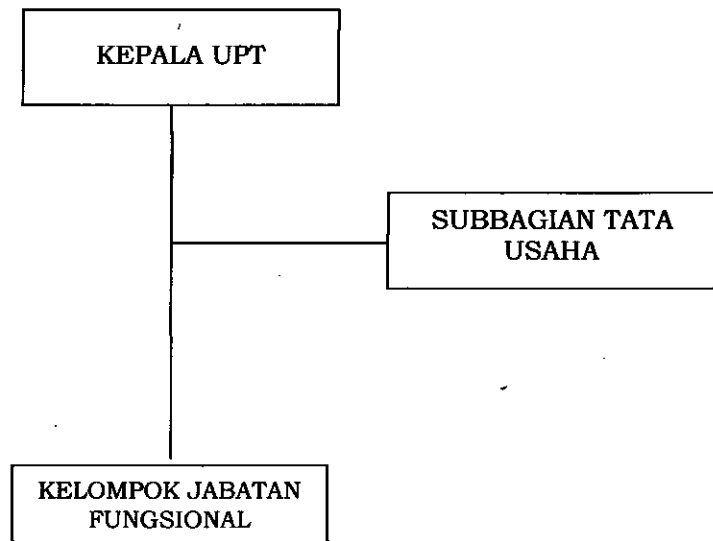 KEPALA UPT
SUBBAGIAN TATA
USAHA
KELOMPOK JABATAN
FUNGSIONAL